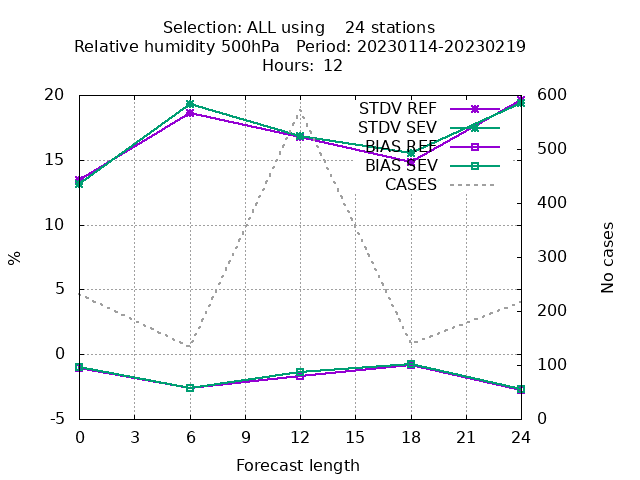 Selection: ALL using    24 stations
Relative humidity 500hPa   Period: 20230114-20230219
Hours: 12
STDV REF
STDV SEV
BIAS REF
BIAS SEV
CASES
20
15
10
5
0
-5
%
600
500
400
300
200
100
0
No cases
0 3 6 9 12 15 18 21 24
Forecast length